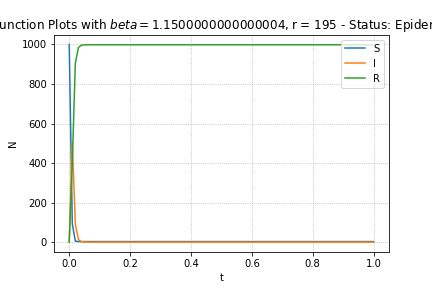 unction Plots with beta = 1.1500000000000004, r = 195 - Status: Epider
1000
800
600
400
200
0
N
S
I
R
0.0 0.2 0.4 0.6 0.8 1.0
t